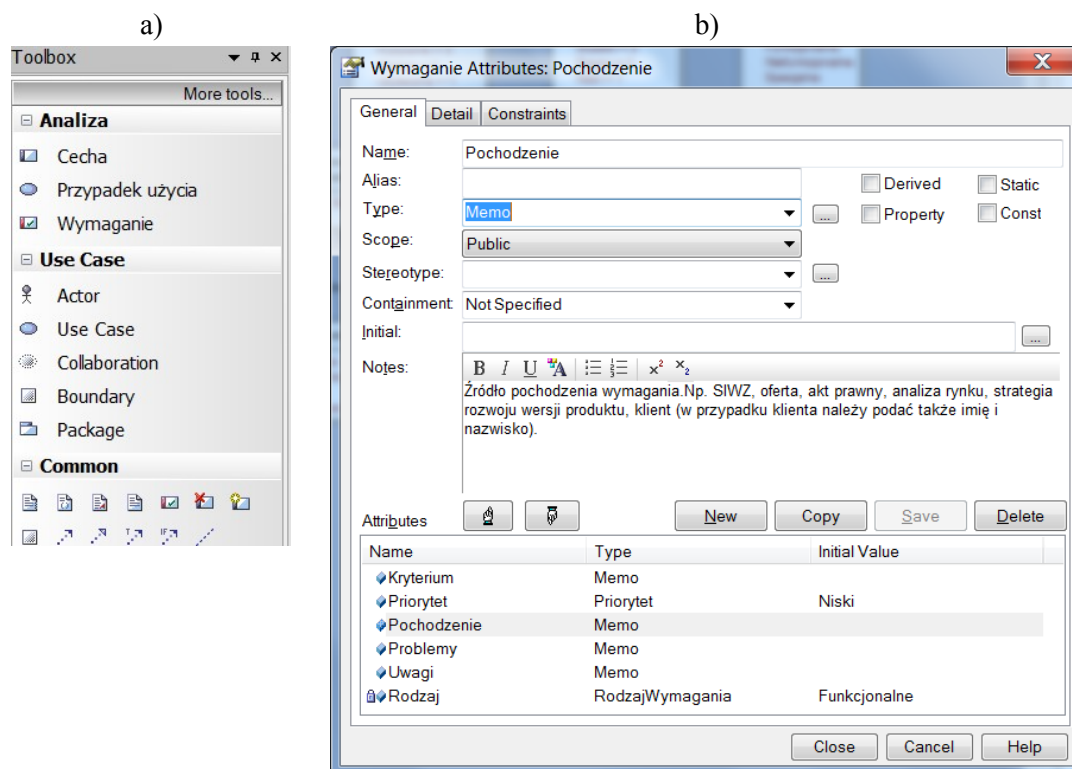 a)
b)
Toolbox
More tools...
Analiza
Cecha
Przypadek użycia
Wymaganie
Use Case
Actor
Use Case
Collaboration
Boundary
Package
Common
Wymaganie Attributes: Pochodzenie
General Detail Constraints
Name: Pochodzenie
Alias: Derived Static
Type: Memo ... Property Const
Scope: Public
Stereotype: ...
Containment: Not Specified
Initial: ...
Notes: B I U A x² x₂
Źródło pochodzenia wymagania.Np. SIWZ, oferta, akt prawny, analiza rynku, strategia
rozwoju wersji produktu, klient (w przypadku klienta należy podać także imię i
nazwisko).
Attributes New Copy Save Delete
Name Type Initial Value
Kryterium Memo
Priorytet Priorytet Niski
Pochodzenie Memo
Problemy Memo
Uwagi Memo
Rodzaj RodzajWymagania Funkcjonalne
Close Cancel Help